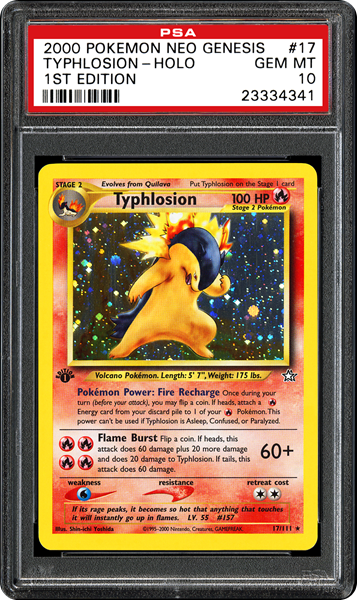 PSA
2000 POKEMON NEO GENESIS #17
TYPHLOSION-HOLO GEM MT
1ST EDITION 10
23334341
STAGE 2 Evolves from Quilava Put Typhlosion on the Stage 1 card
Typhlosion 100 HP
Stage 2 Pokémon
EDITION
1
Volcano Pokémon. Length: 5' 7", Weight: 175 lbs.
Pokémon Power: Fire Recharge Once during your
turn (before your attack), you may flip a coin. If heads, attach a
Energy card from your discard pile to 1 of your Pokémon. This
power can't be used if Typhlosion is Asleep, Confused, or Paralyzed.
Flame Burst Flip a coin. If heads, this
attack does 60 damage plus 20 more damage
and does 20 damage to Typhlosion. If tails, this
attack does 60 damage.
60+
weakness resistance retreat cost
If its rage peaks, it becomes so hot that anything that touches
it will instantly go up in flames. LV. 55 #157
Illus. Shin-ichi Yoshida ©1995-2000 Nintendo, Creatures, GAMEFREAK. 17/111 ★